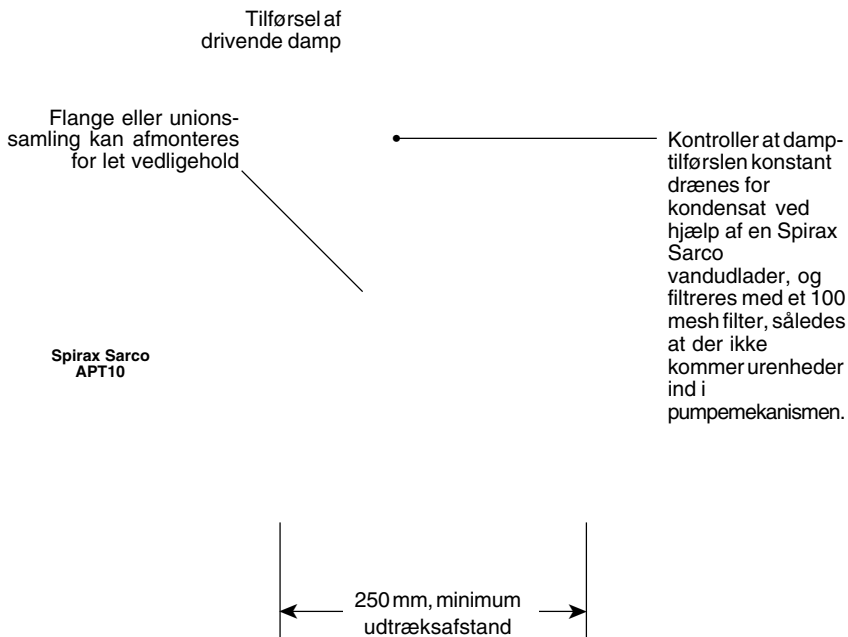 Tilførsel af
drivende damp
Flange eller unions-
samling kan afmonteres
for let vedligehold
Kontroller at damp-
tilførslen konstant
drænes for
kondensat ved
hjælp af en Spirax
Sarco
vandudlader, og
filtreres med et 100
mesh filter, således
at der ikke
kommer urenheder
ind i
pumpemekanismen.
Spirax Sarco
APT10
250 mm, minimum
udtræksafstand